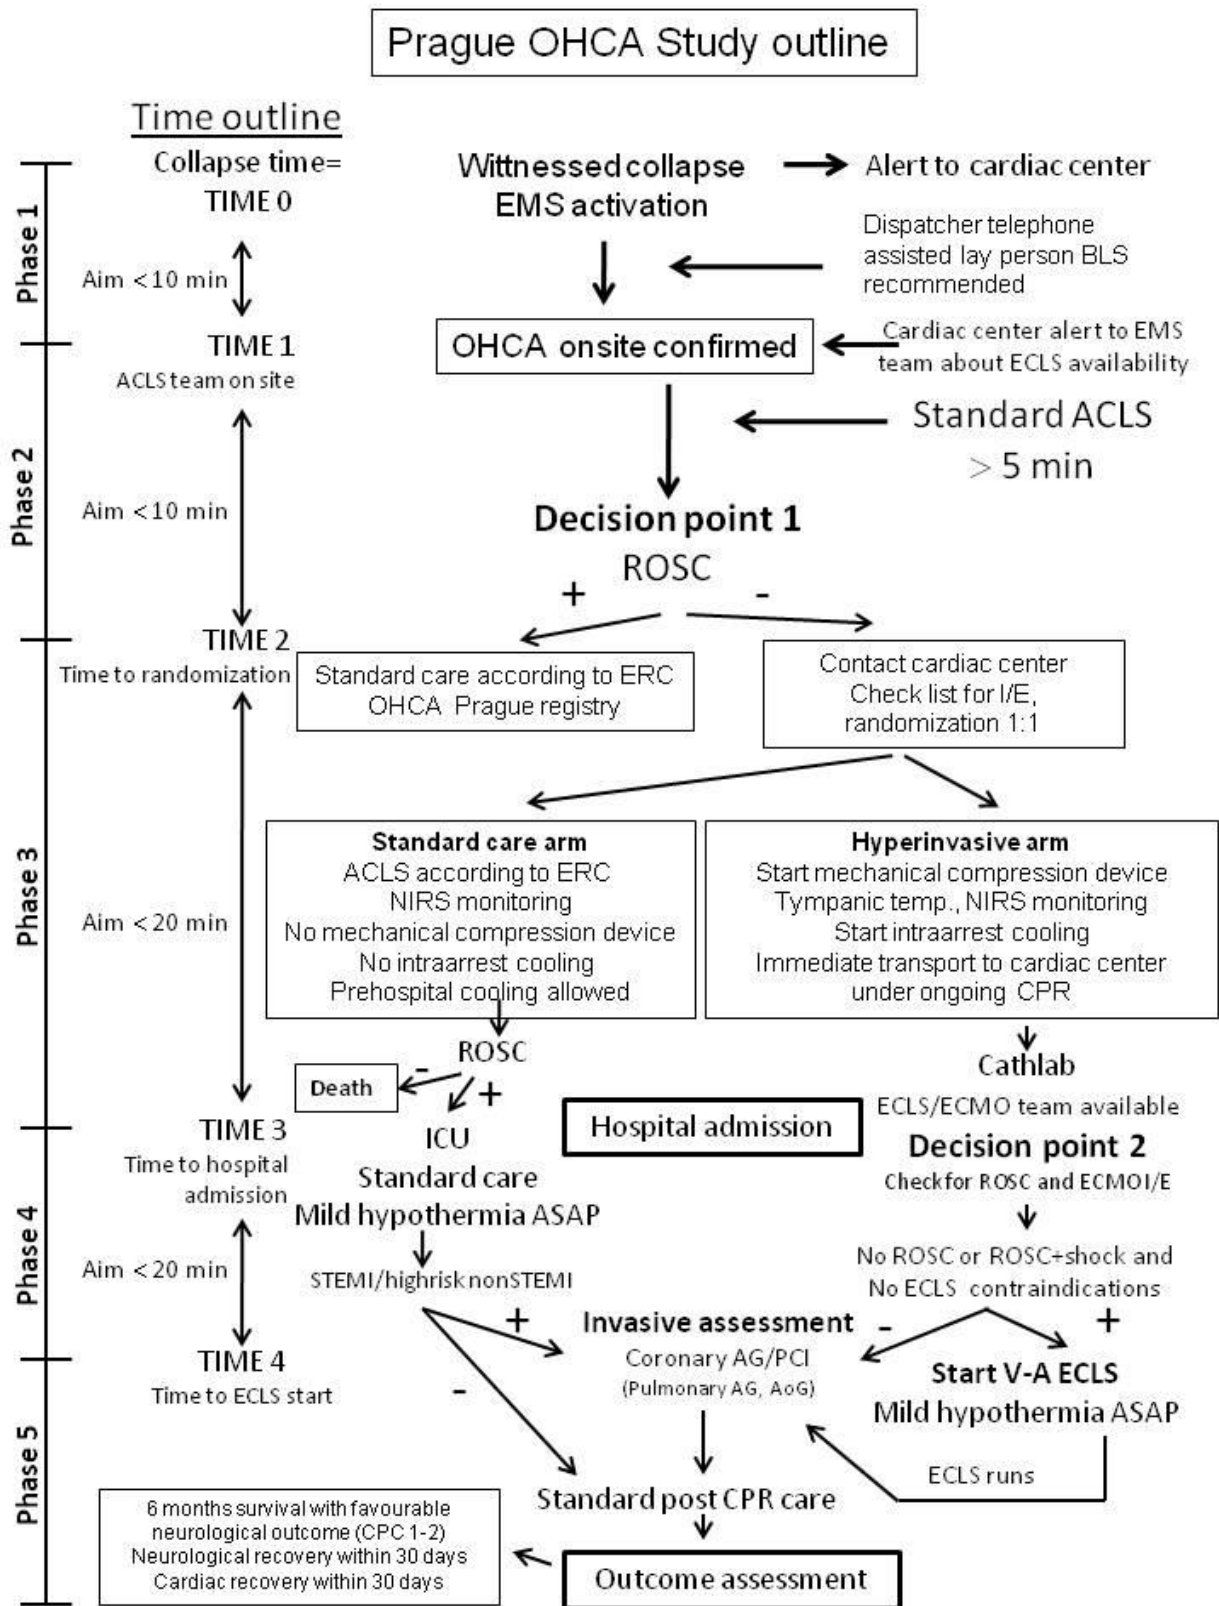 Prague OHCA Study outline
Time outline
Collapse time=
TIME 0
Aim <10 min
TIME 1
ACLS team on site
Aim <10 min
TIME 2
Time to randomization
Aim <20 min
TIME 3
Time to hospital
admission
Aim <20 min
TIME 4
Time to ECLS start
Phase 1
Phase 2
Phase 3
Phase 4
Phase 5
Wittnessed collapse
EMS activation
Alert to cardiac center
Dispatcher telephone
assisted lay person BLS
recommended
OHCA onsite confirmed
Cardiac center alert to EMS
team about ECLS availability
Standard ACLS
> 5 min
Decision point 1
ROSC
+
-
Standard care according to ERC
OHCA Prague registry
Contact cardiac center
Check list for I/E,
randomization 1:1
Standard care arm
ACLS according to ERC
NIRS monitoring
No mechanical compression device
No intraarrest cooling
Prehospital cooling allowed
Hyperinvasive arm
Start mechanical compression device
Tympanic temp., NIRS monitoring
Start intraarrest cooling
Immediate transport to cardiac center
under ongoing CPR
ROSC
-
+
Death
ICU
Standard care
Mild hypothermia ASAP
STEMI/highrisk nonSTEMI
+
-
Hospital admission
Cathlab
ECLS/ECMO team available
Decision point 2
Check for ROSC and ECMO I/E
No ROSC or ROSC+shock and
No ECLS contraindications
-
+
Invasive assessment
Coronary AG/PCI
(Pulmonary AG, AoG)
Start V-A ECLS
Mild hypothermia ASAP
ECLS runs
Standard post CPR care
Outcome assessment
6 months survival with favourable
neurological outcome (CPC 1-2)
Neurological recovery within 30 days
Cardiac recovery within 30 days